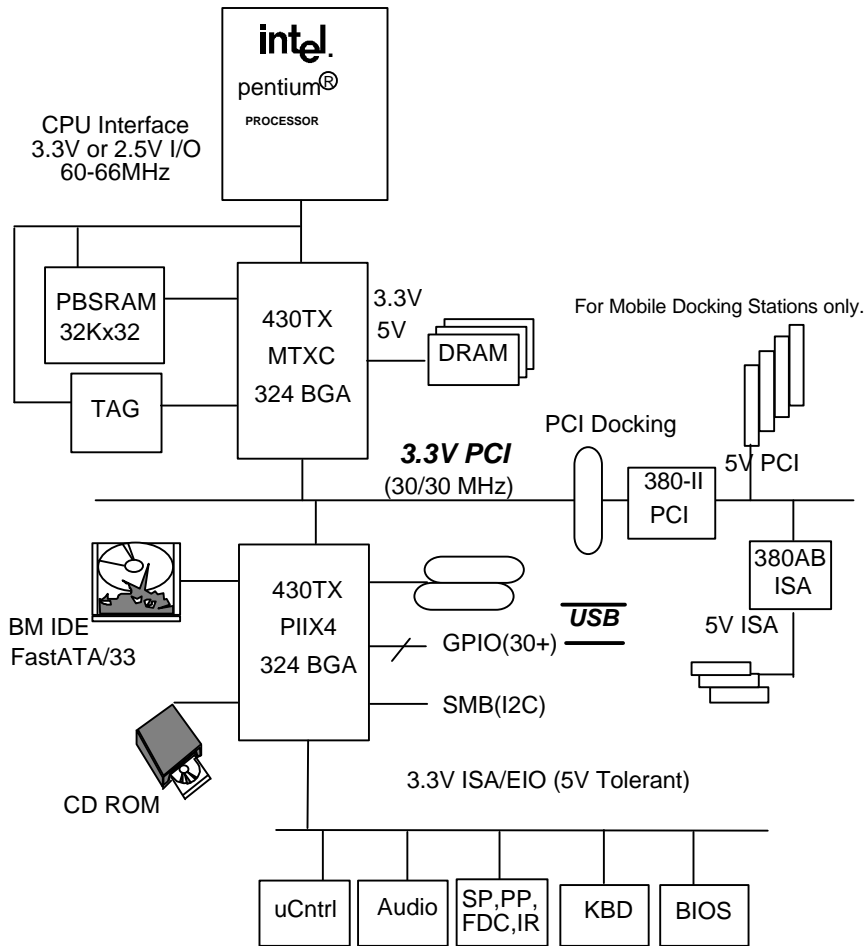 intel.
pentium®
PROCESSOR
CPU Interface
3.3V or 2.5V I/O
60-66MHz
PBSRAM
32Kx32
TAG
430TX
MTXC
324 BGA
3.3V
5V
DRAM
For Mobile Docking Stations only.
PCI Docking
3.3V PCI
(30/30 MHz)
380-II
PCI
5V PCI
380AB
ISA
5V ISA
BM IDE
FastATA/33
430TX
PIIX4
324 BGA
USB
GPIO(30+)
SMB(I2C)
CD ROM
3.3V ISA/EIO (5V Tolerant)
uCntrl
Audio
SP,PP,
FDC,IR
KBD
BIOS